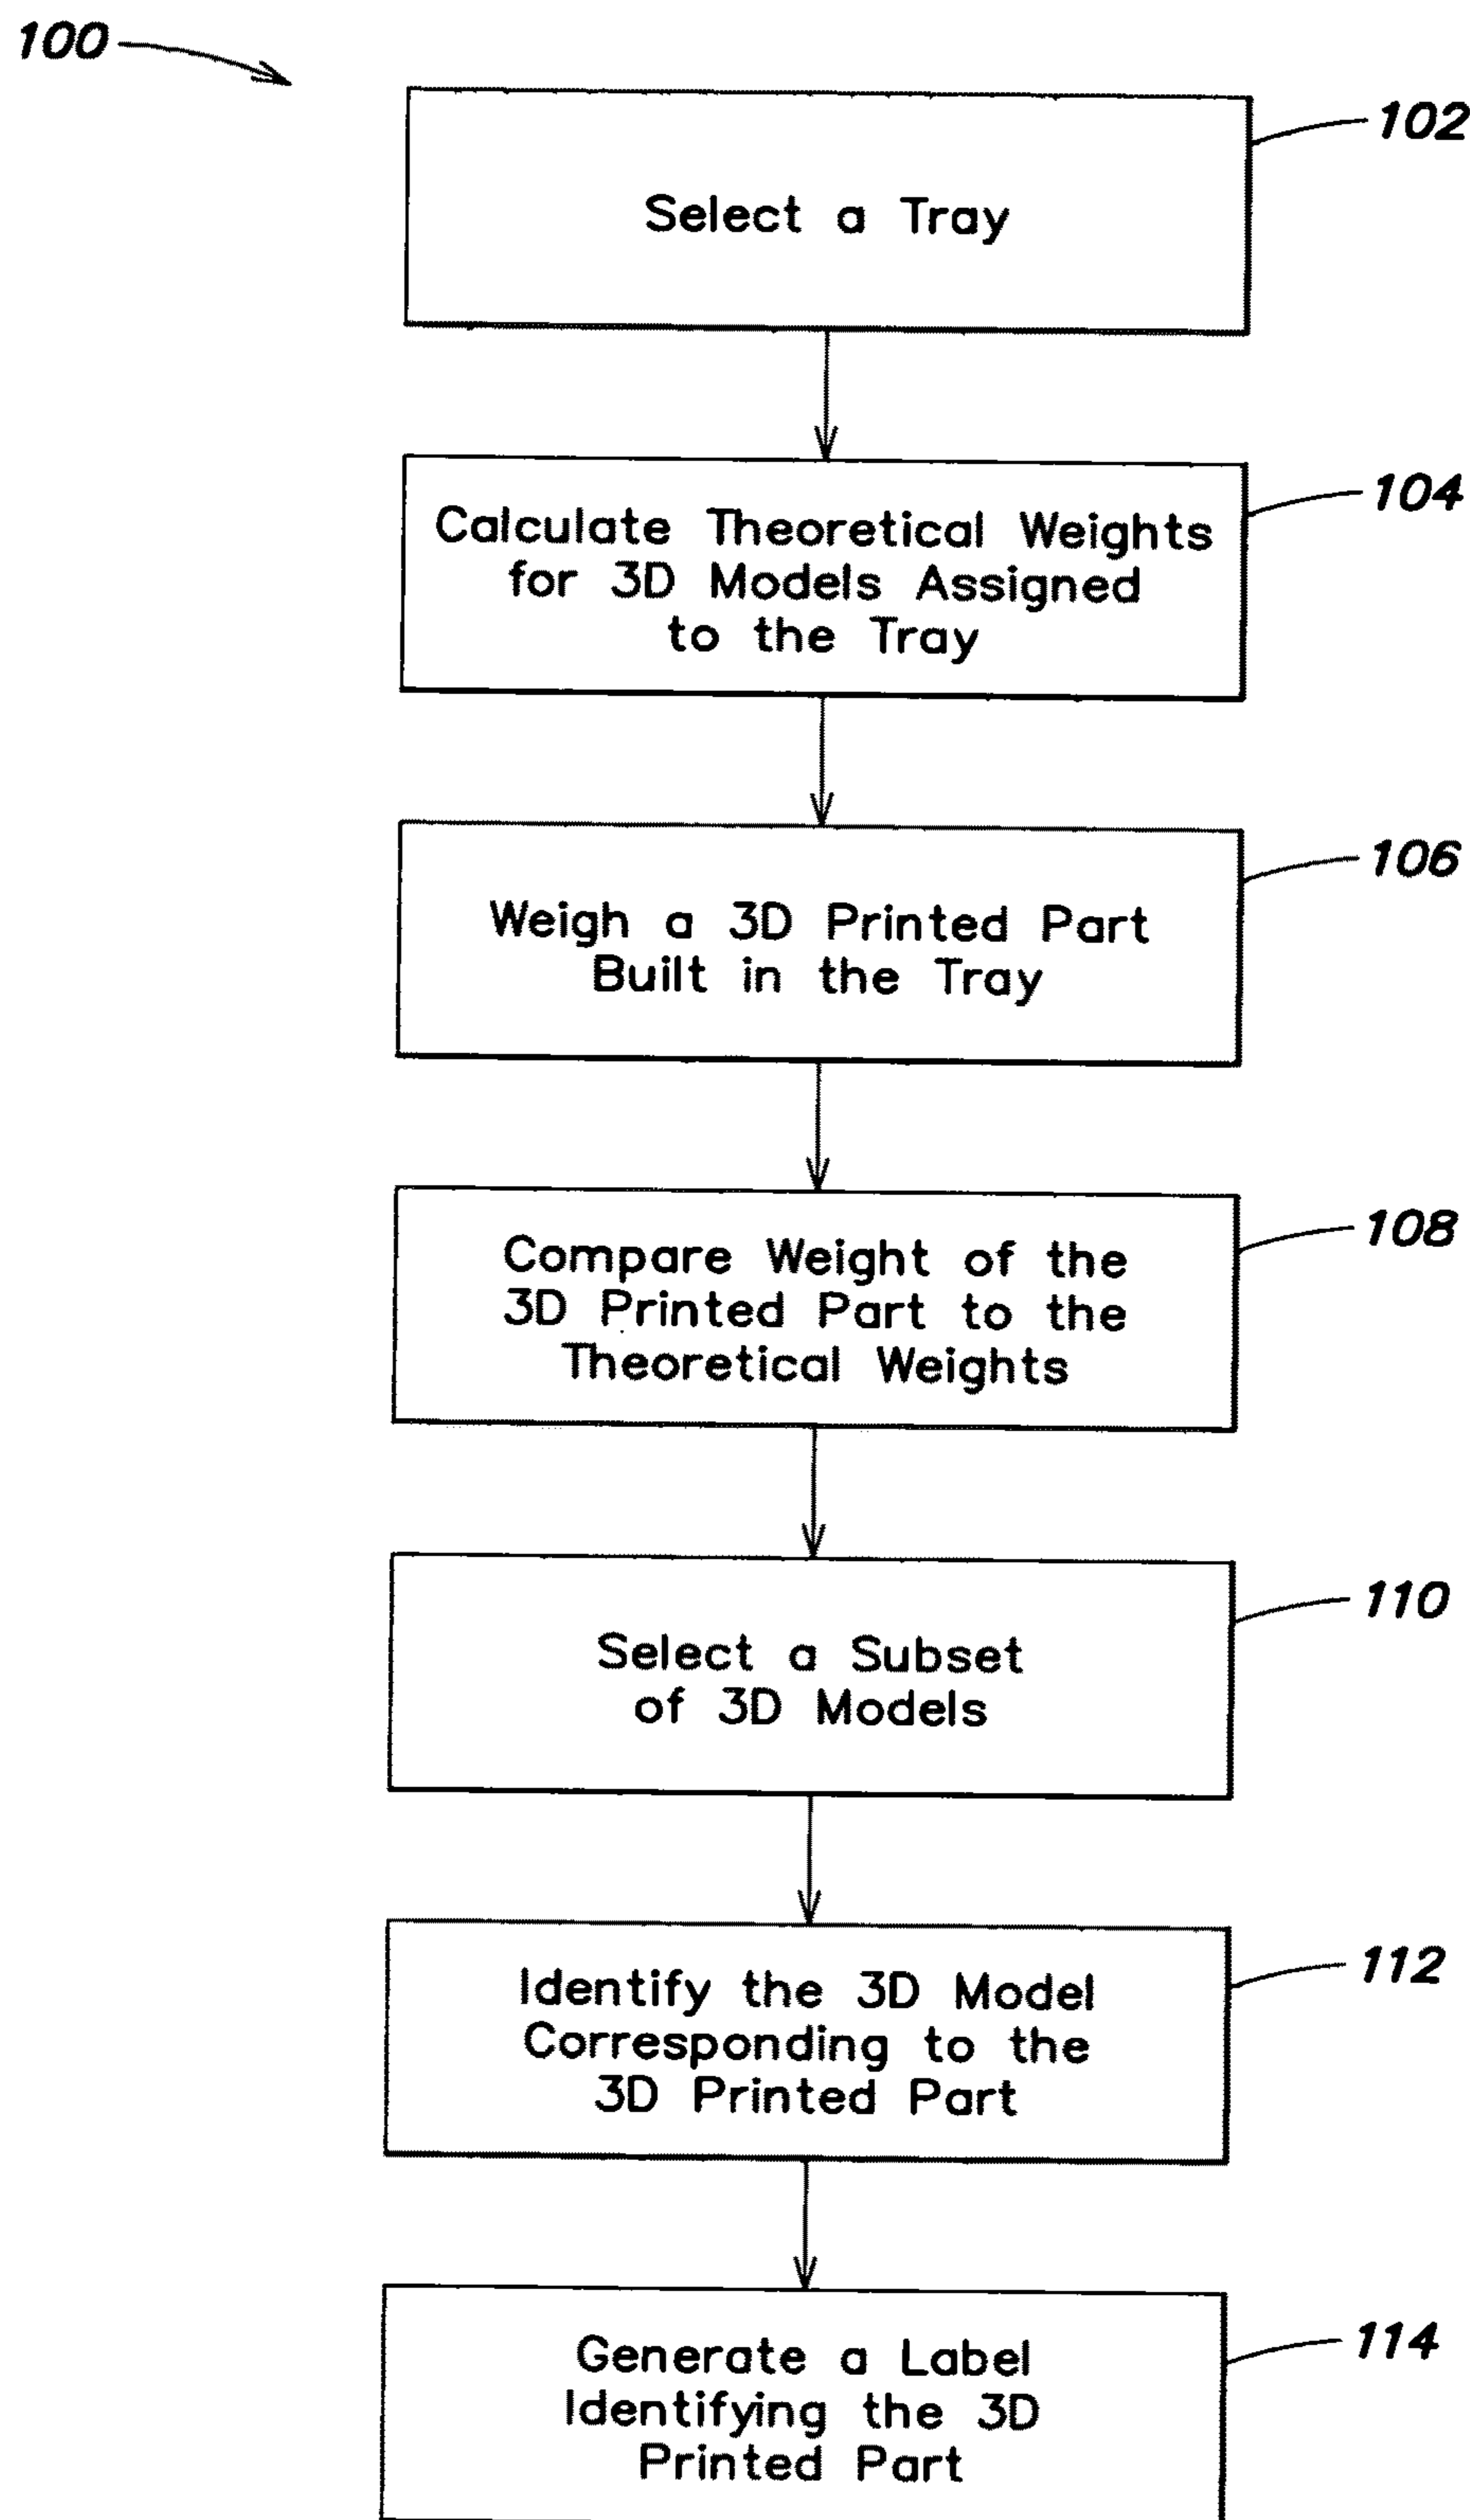 100
102
Select a Tray
104
Calculate Theoretical Weights
for 3D Models Assigned
to the Tray
106
Weigh a 3D Printed Part
Built in the Tray
108
Compare Weight of the
3D Printed Part to the
Theoretical Weights
110
Select a Subset
of 3D Models
112
Identify the 3D Model
Corresponding to the
3D Printed Part
114
Generate a Label
Identifying the 3D
Printed Part